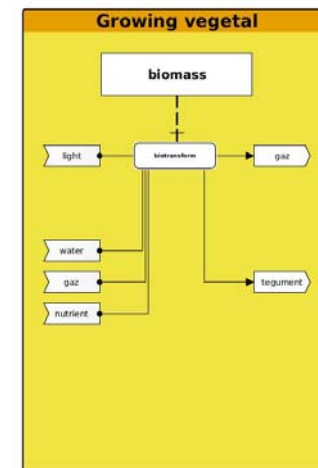 Growing vegetal
biomass
light
biotransform
gaz
water
gaz
tegument
nutrient